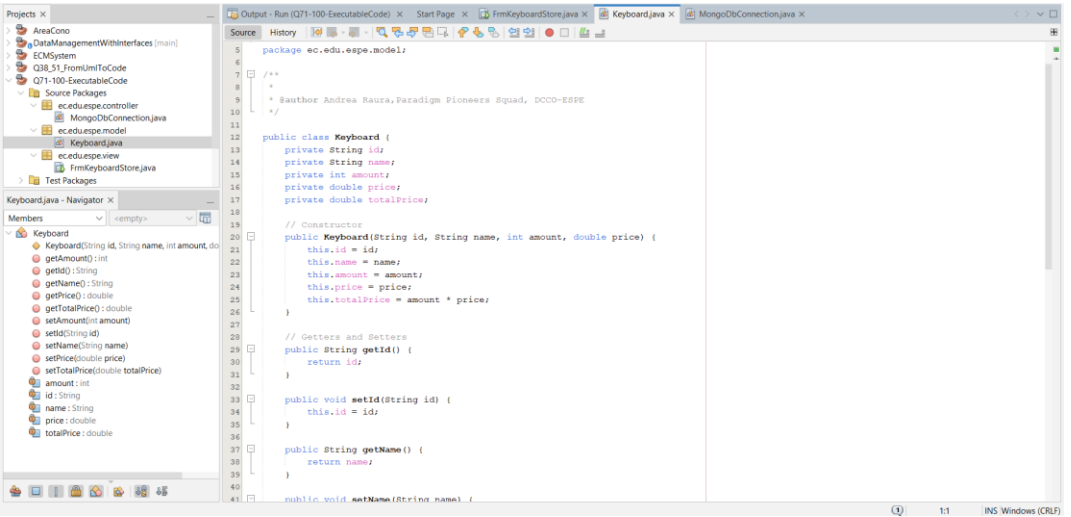 Projects ×
AreaCono
DataManagementWithInterfaces [main]
ECMSystem
Q38_51_FromUmlToCode
Q71-100-ExecutableCode
Source Packages
ec.edu.espe.controller
MongoDbConnection.java
ec.edu.espe.model
Keyboard.java
ec.edu.espe.view
FrmKeyboardStore.java
Test Packages
Keyboard.java - Navigator ×
Members <empty>
Keyboard
Keyboard(String id, String name, int amount, do
getAmount() : int
getId() : String
getName() : String
getPrice() : double
getTotalPrice() : double
setAmount(int amount)
setId(String id)
setName(String name)
setPrice(double price)
setTotalPrice(double totalPrice)
amount : int
id : String
name : String
price : double
totalPrice : double
Output - Run (Q71-100-ExecutableCode) × Start Page × FrmKeyboardStore.java × Keyboard.java × MongoDbConnection.java ×
Source History
5 package ec.edu.espe.model;
6
7 /**
8 *
9 * @author Andrea Raura,Paradigm Pioneers Squad, DCCO-ESPE
10 */
11
12 public class Keyboard {
13 private String id;
14 private String name;
15 private int amount;
16 private double price;
17 private double totalPrice;
18
19 // Constructor
20 public Keyboard(String id, String name, int amount, double price) {
21 this.id = id;
22 this.name = name;
23 this.amount = amount;
24 this.price = price;
25 this.totalPrice = amount * price;
26 }
27
28 // Getters and Setters
29 public String getId() {
30 return id;
31 }
32
33 public void setId(String id) {
34 this.id = id;
35 }
36
37 public String getName() {
38 return name;
39 }
40
41 public void setName(String name) {
1 1:1 INS Windows (CRLF)